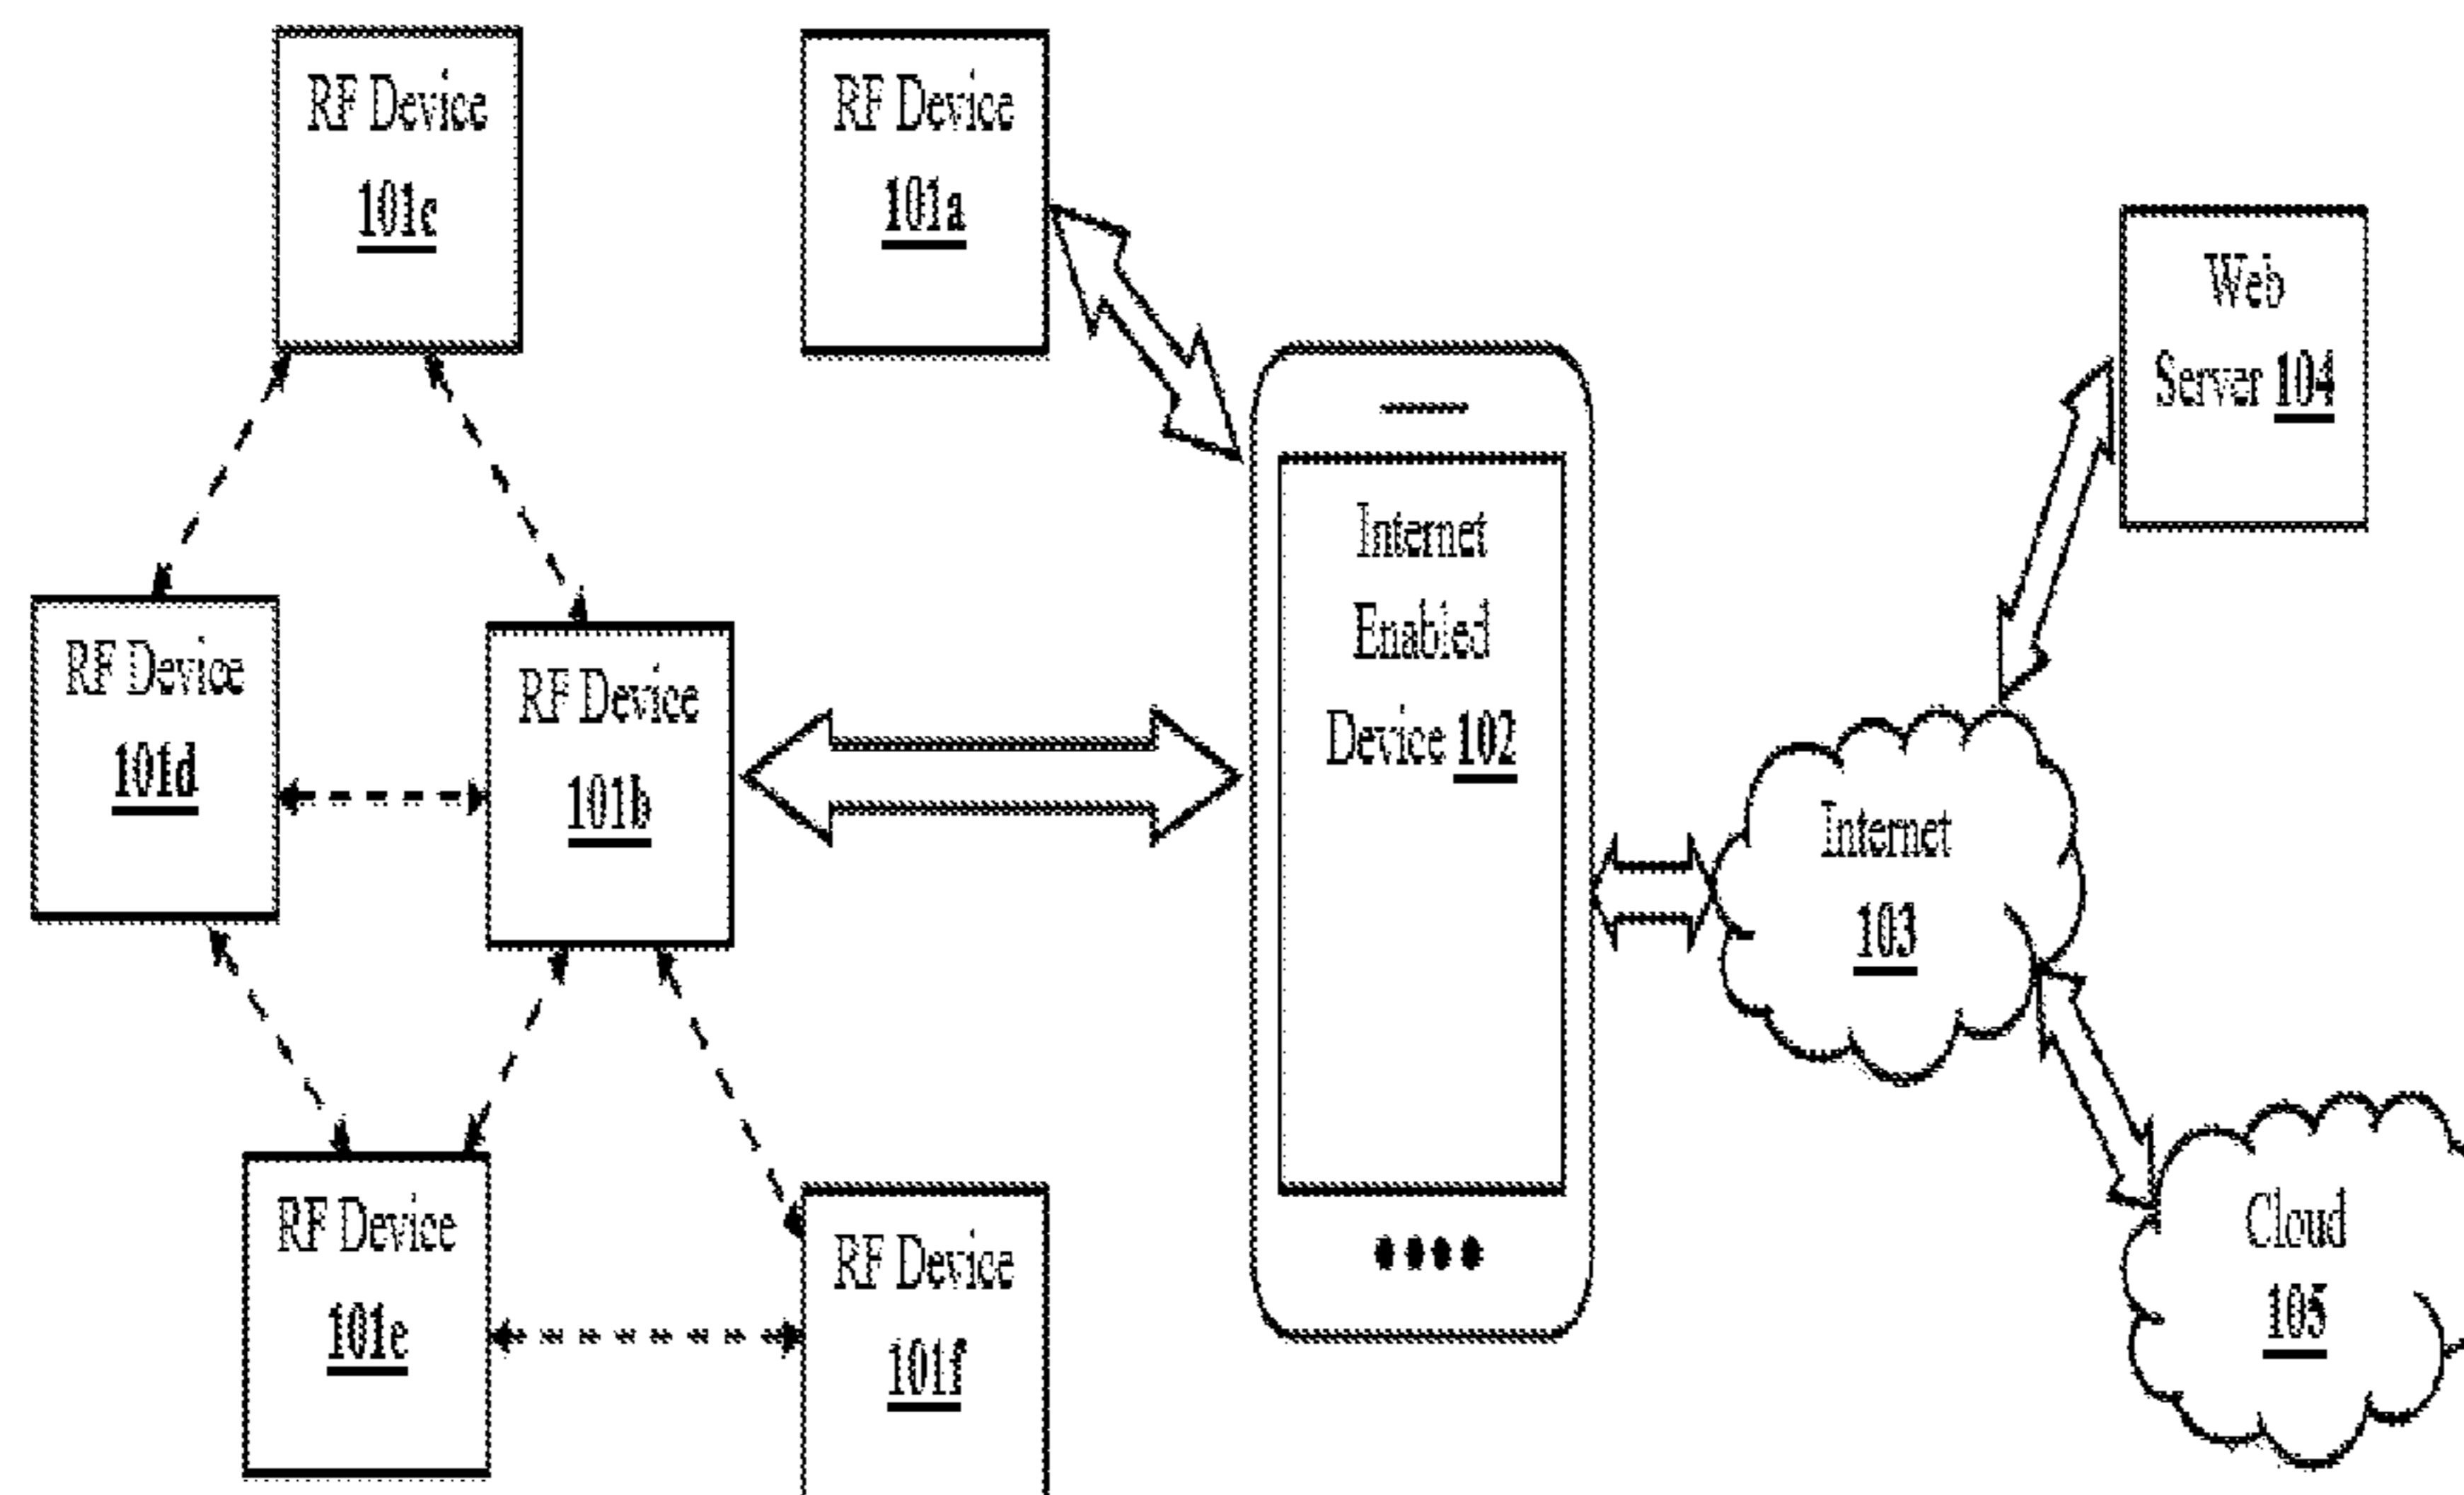 RF Device
101c
RF Device
101a
Web
Server 104
Internet
Enabled
Device 102
RF Device
101d
RF Device
101b
Internet
103
RF Device
101e
RF Device
101f
Cloud
105